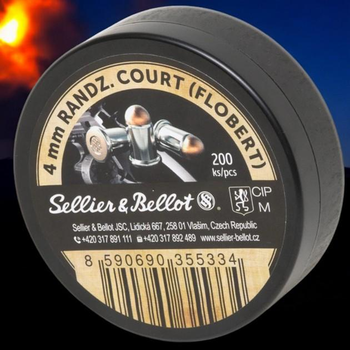 4 mm RANDZ. COURT (FLOBERT)
200
ks/pcs
Sellier & Bellot S&B
CIP
M
Sellier & Bellot JSC, Lidická 667, 258 01 Vlašim, Czech Republic
+420 317 891 111 +420 317 892 489 www.sellier-bellot.cz
8 590690 355334